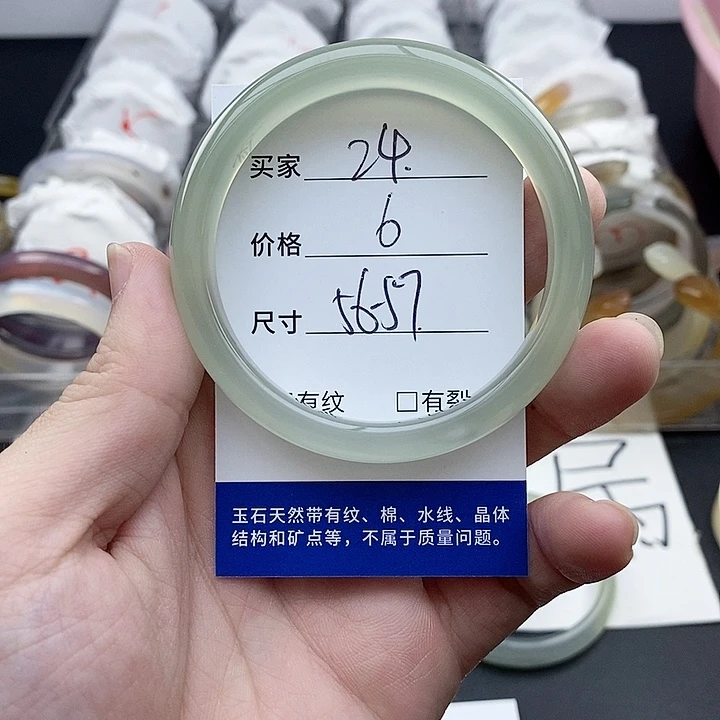 买家 24.
价格 6
尺寸 56-57.
有纹 □有裂
玉石天然带有纹、棉、水线、晶体
结构和矿点等，不属于质量问题。